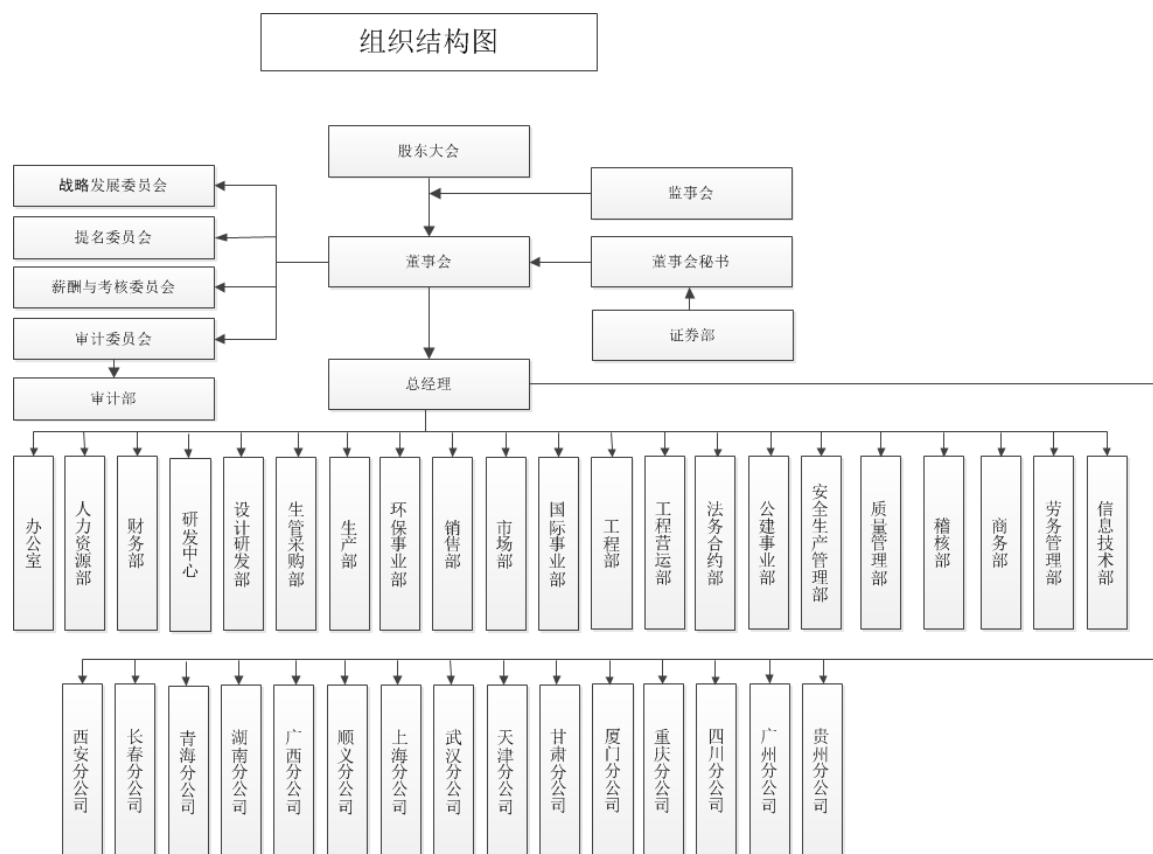 组织结构图
股东大会
战略发展委员会
监事会
提名委员会
董事会
董事会秘书
薪酬与考核委员会
审计委员会
证券部
总经理
审计部
办公室
人力资源部
财务部
研发中心
设计研发部
生管采购部
生产部
环保事业部
销售部
市场部
国际事业部
工程部
工程营运部
法务合约部
公建事业部
安全生产管理部
质量管理部
稽核部
商务部
劳务管理部
信息技术部
西安分公司
长春分公司
青海分公司
湖南分公司
广西分公司
顺义分公司
上海分公司
武汉分公司
天津分公司
甘肃分公司
厦门分公司
重庆分公司
四川分公司
广州分公司
贵州分公司